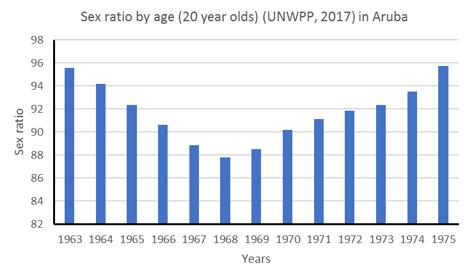 Sex ratio by age (20 year olds) (UNWPP, 2017) in Aruba
98
96
94
92
90
88
86
84
82
Sex ratio
1963 1964 1965 1966 1967 1968 1969 1970 1971 1972 1973 1974 1975
Years